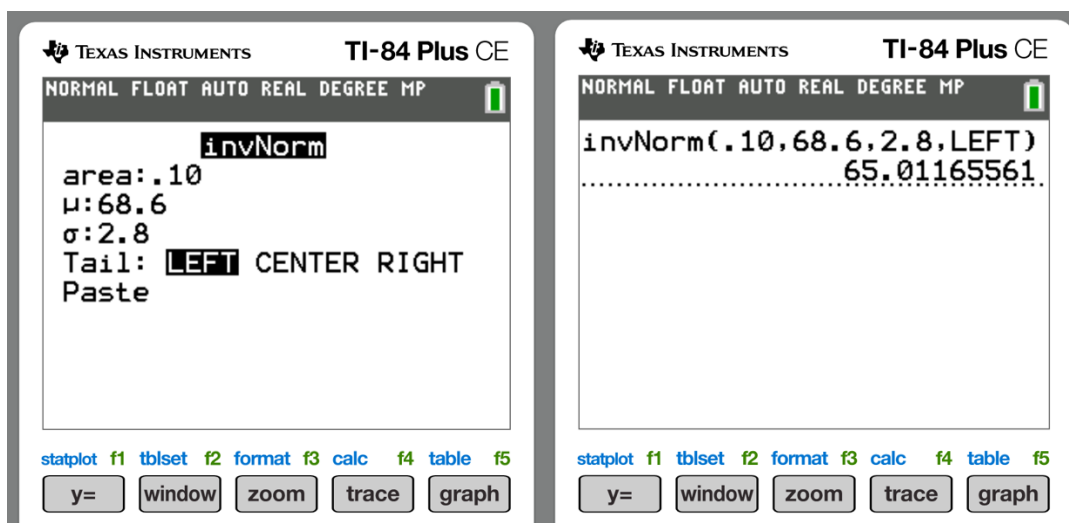 TEXAS INSTRUMENTS TI-84 Plus CE
NORMAL FLOAT AUTO REAL DEGREE MP
invNorm
area:.10
μ:68.6
σ:2.8
Tail: LEFT CENTER RIGHT
Paste
statplot f1 tblset f2 format f3 calc f4 table f5
y= window zoom trace graph
TEXAS INSTRUMENTS TI-84 Plus CE
NORMAL FLOAT AUTO REAL DEGREE MP
invNorm(.10,68.6,2.8,LEFT)
65.01165561
statplot f1 tblset f2 format f3 calc f4 table f5
y= window zoom trace graph